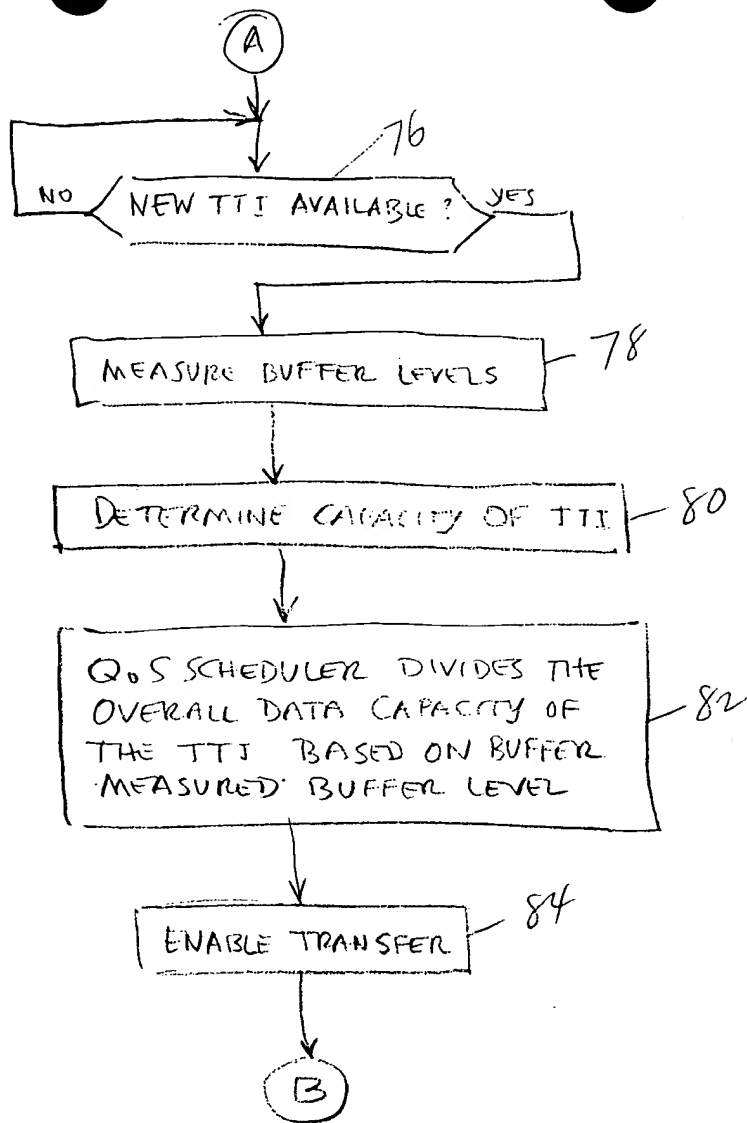 A
76
NO
NEW TTI AVAILABLE?
YES
MEASURE BUFFER LEVELS
78
DETERMINE CAPACITY OF TTI
80
QoS SCHEDULER DIVIDES THE
OVERALL DATA CAPACITY OF
THE TTI BASED ON BUFFER
MEASURED BUFFER LEVEL
82
ENABLE TRANSFER
84
B